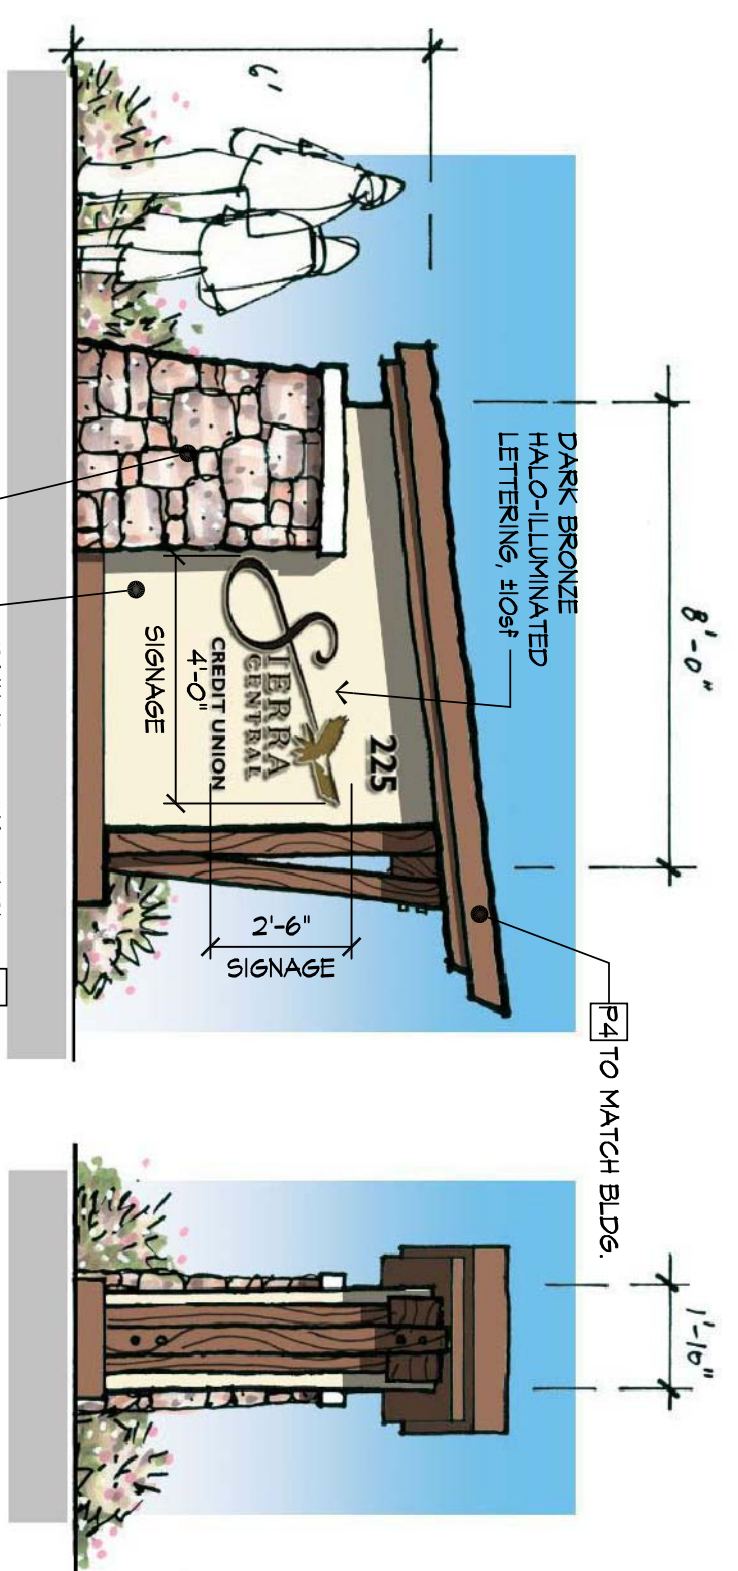 6'
8'-0"
DARK BRONZE
HALO-ILLUMINATED
LETTERING, ±10sf
P4 TO MATCH BLDG.
225
SIERRA
CENTRAL
CREDIT UNION
4'-0"
SIGNAGE
2'-6"
SIGNAGE
1'-10"